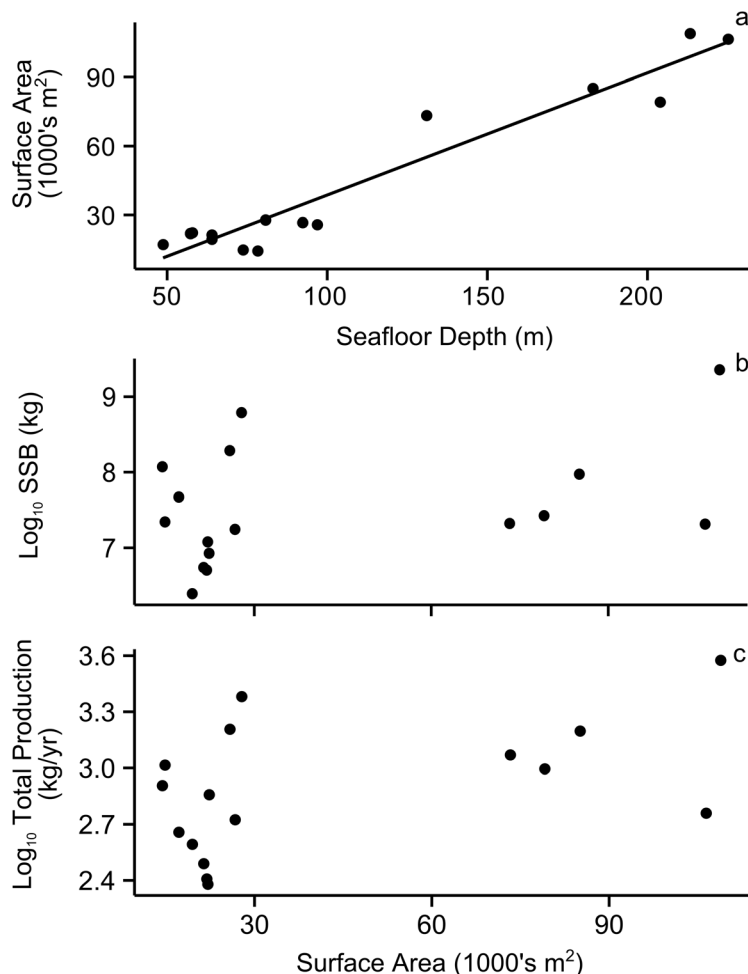 a
Surface Area
(1000's m²)
90
60
30
50 100 150 200
Seafloor Depth (m)
b
Log₁₀ SSB (kg)
9
8
7
c
Log₁₀ Total Production
(kg/yr)
3.6
3.3
3.0
2.7
2.4
30 60 90
Surface Area (1000's m²)